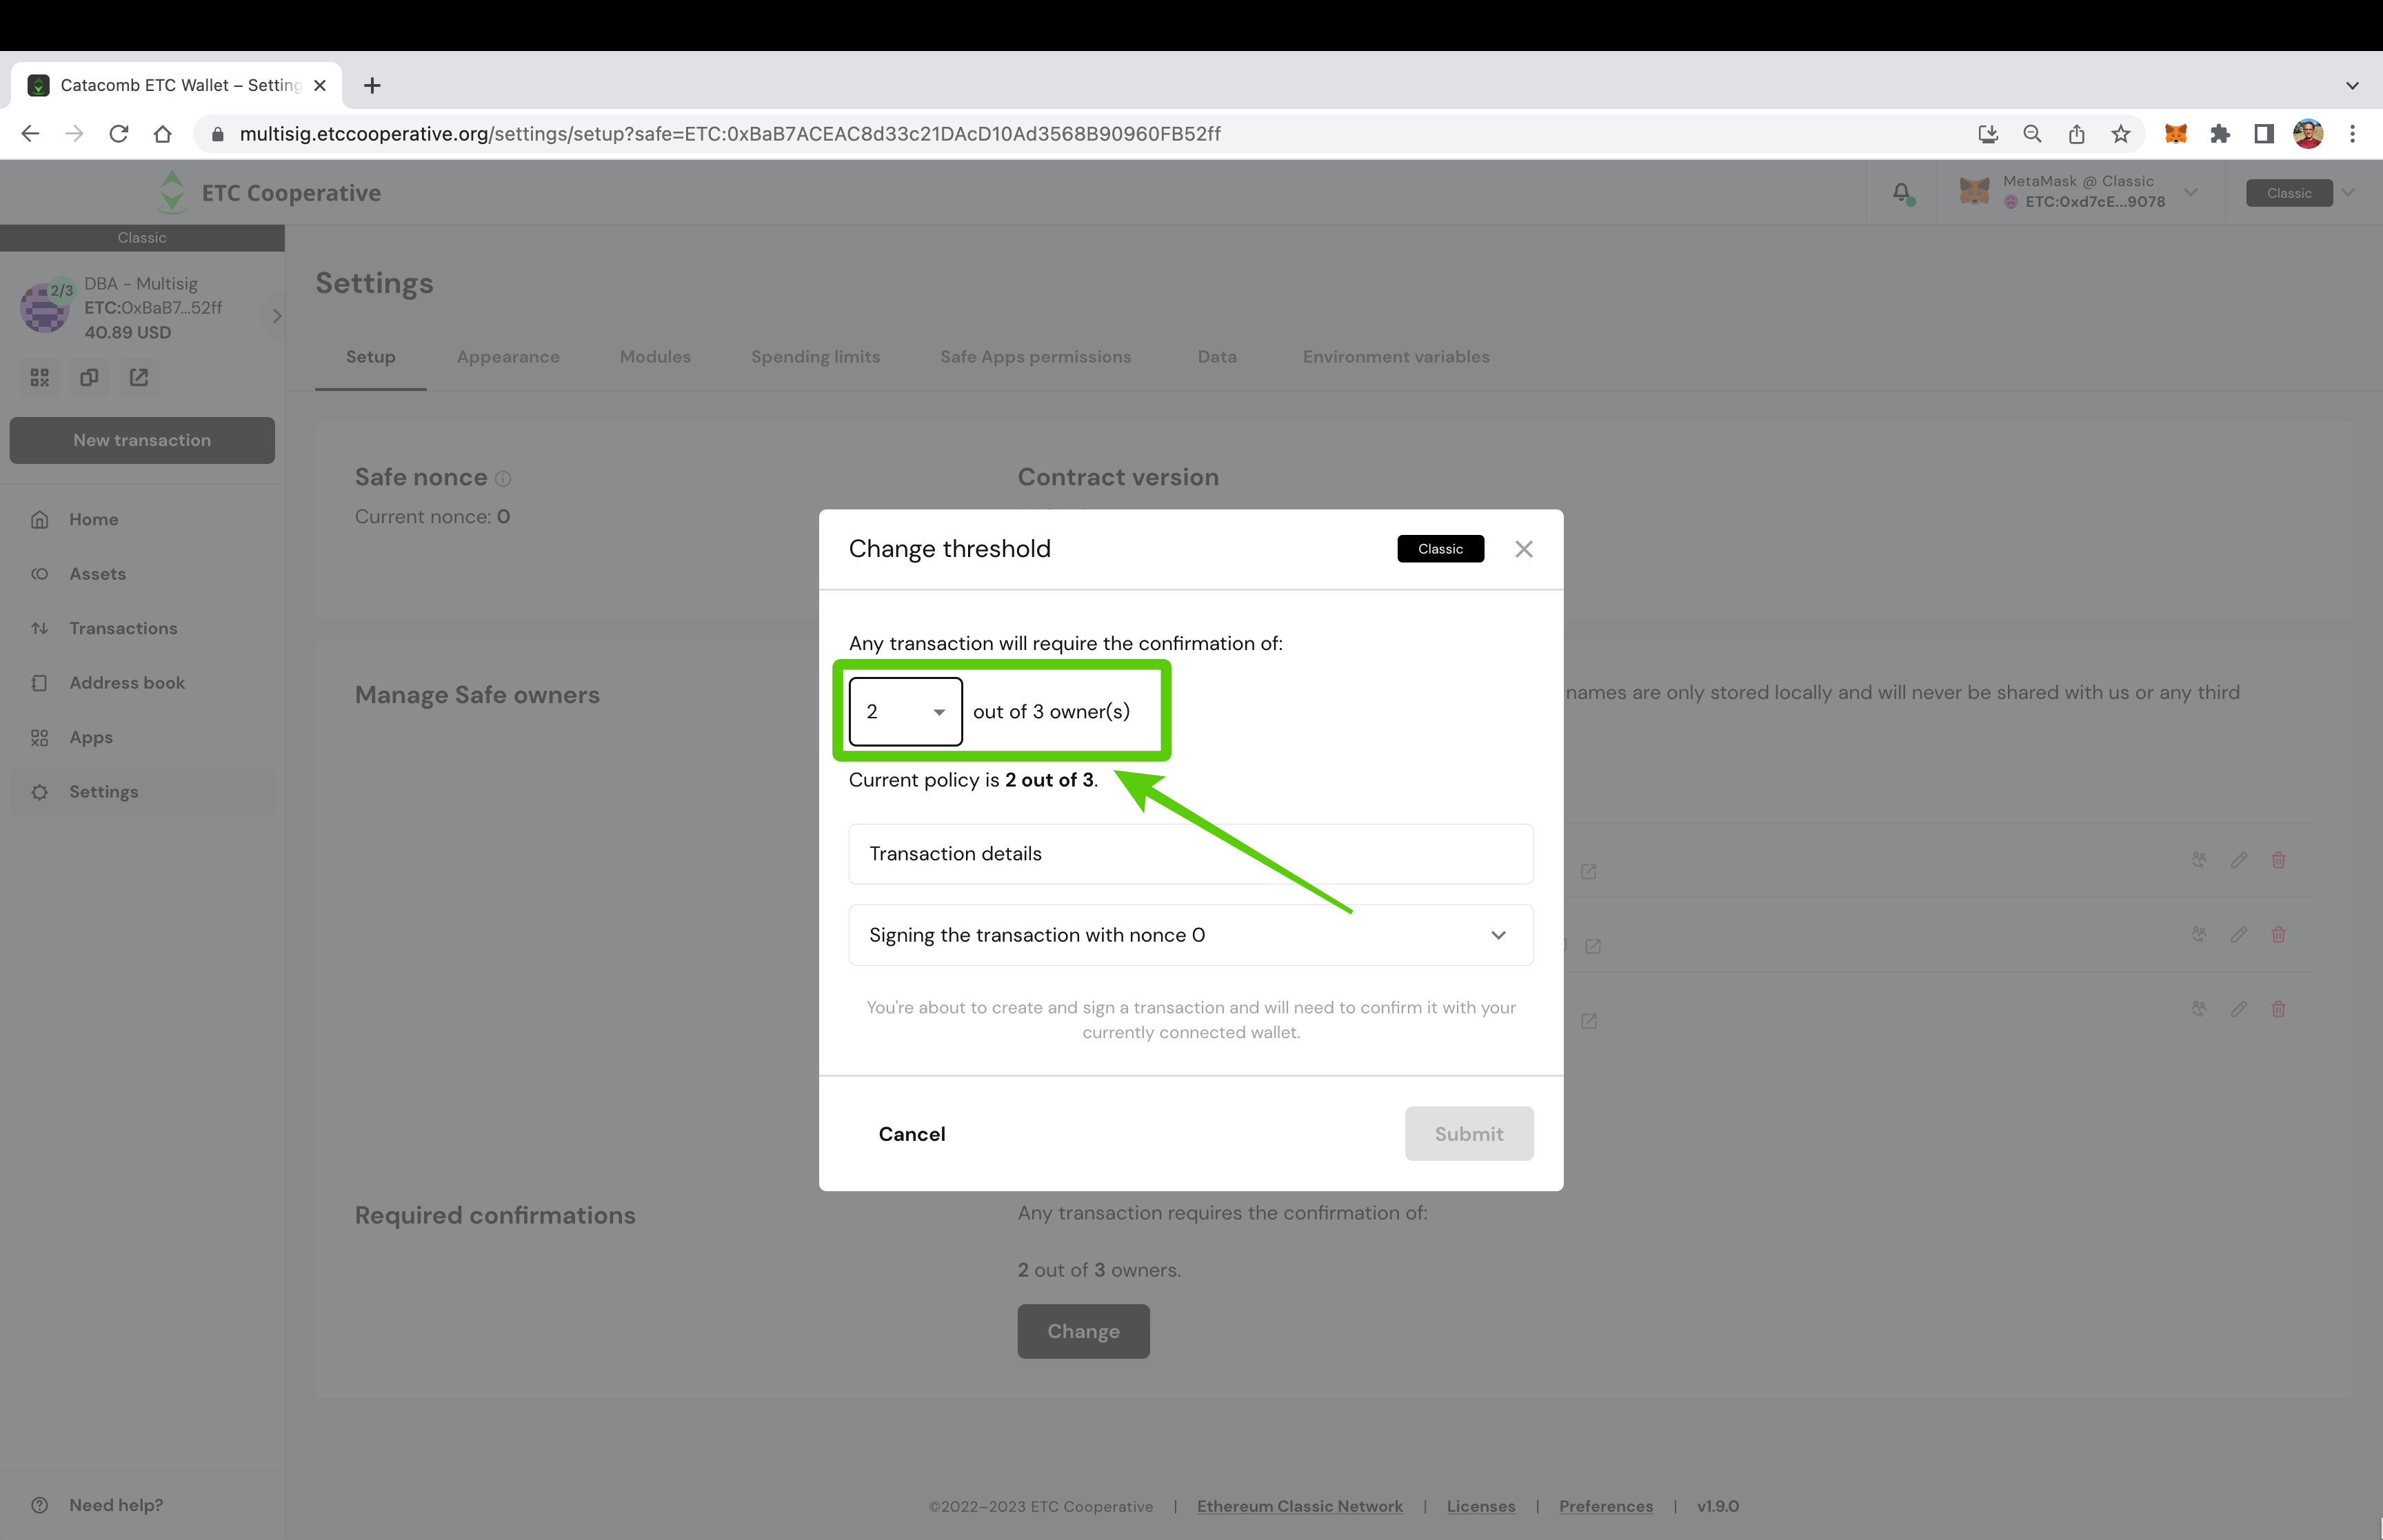 Catacomb ETC Wallet – Setting
multisig.etccooperative.org/settings/setup?safe=ETC:0xBaB7ACEAC8d33c21DAcD10Ad3568B90960FB52ff
ETC Cooperative
MetaMask @ Classic
ETC:0xd7cE...9078
Classic
Classic
2/3
DBA - Multisig
ETC:0xBaB7...52ff
40.89 USD
New transaction
Home
Assets
Transactions
Address book
Apps
Settings
Need help?
Settings
Setup
Appearance
Modules
Spending limits
Safe Apps permissions
Data
Environment variables
Safe nonce
Current nonce: 0
Contract version
Manage Safe owners
names are only stored locally and will never be shared with us or any third
Change threshold
Classic
Any transaction will require the confirmation of:
2 out of 3 owner(s)
Current policy is 2 out of 3.
Transaction details
Signing the transaction with nonce 0
You're about to create and sign a transaction and will need to confirm it with your
currently connected wallet.
Cancel
Submit
Required confirmations
Any transaction requires the confirmation of:
2 out of 3 owners.
Change
©2022–2023 ETC Cooperative | Ethereum Classic Network | Licenses | Preferences | v1.9.0